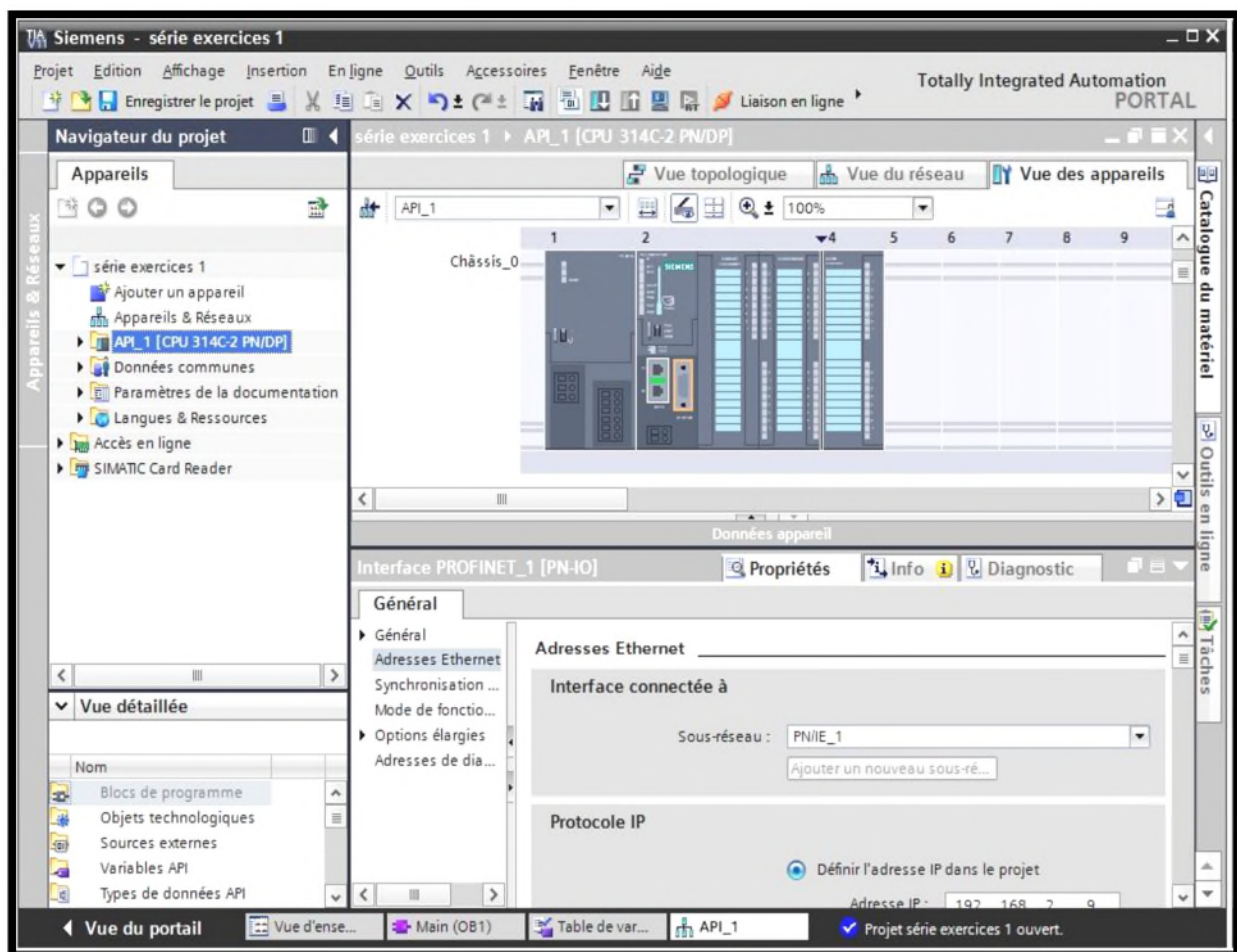 Siemens - série exercices 1
Projet Edition Affichage Insertion En ligne Outils Accessoires Fenêtre Aide
Totally Integrated Automation
PORTAL
Enregistrer le projet
Liaison en ligne
Navigateur du projet
série exercices 1 API_1 [CPU 314C-2 PN/DP]
Appareils
Vue topologique
Vue du réseau
Vue des appareils
API_1
100%
1 2 4 5 6 7 8 9
Châssis_0
SIEMENS
série exercices 1
Ajouter un appareil
Appareils & Réseaux
API_1 [CPU 314C-2 PN/DP]
Données communes
Paramètres de la documentation
Langues & Ressources
Accès en ligne
SIMATIC Card Reader
Appareils & Réseaux
Catalogue du matériel
Outils en ligne
Tâches
Données appareil
Interface PROFINET_1 [PN-IO]
Propriétés
Info
Diagnostic
Général
Général
Adresses Ethernet
Synchronisation ...
Mode de fonctio...
Options élargies
Adresses de dia...
Adresses Ethernet
Interface connectée à
Sous-réseau :
PN/IE_1
Ajouter un nouveau sous-ré...
Protocole IP
Définir l'adresse IP dans le projet
Adresse IP : 192 168 2 9
Vue détaillée
Nom
Blocs de programme
Objets technologiques
Sources externes
Variables API
Types de données API
Vue du portail
Vue d'ense...
Main (OB1)
Table de var...
API_1
Projet série exercices 1 ouvert.